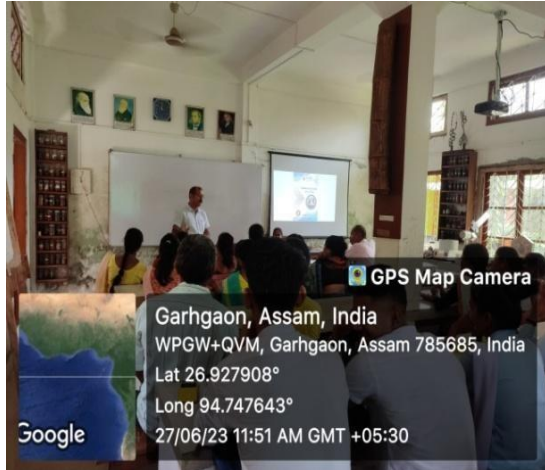 GPS Map Camera
Garhgaon, Assam, India
WPGW+QVM, Garhgaon, Assam 785685, India
Lat 26.927908°
Long 94.747643°
27/06/23 11:51 AM GMT +05:30
Google